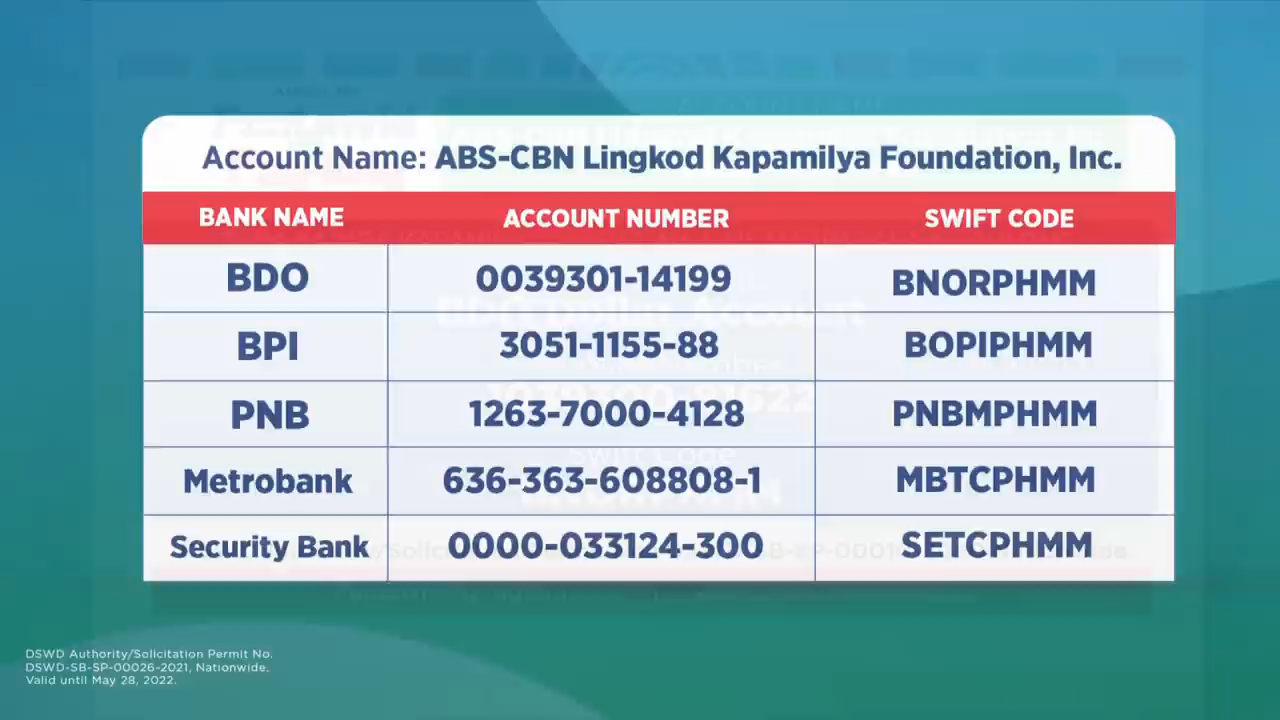 Account Name: ABS-CBN Lingkod Kapamilya Foundation, Inc.
BANK NAME ACCOUNT NUMBER SWIFT CODE
BDO 0039301-14199 BNORPHMM
BPI 3051-1155-88 BOPIPHMM
PNB 1263-7000-4128 PNBMPHMM
Metrobank 636-363-608808-1 MBTCPHMM
Security Bank 0000-033124-300 SETCPHMM
DSWD Authority/Solicitation Permit No.
DSWD-SB-SP-00026-2021, Nationwide.
Valid until May 28, 2022.